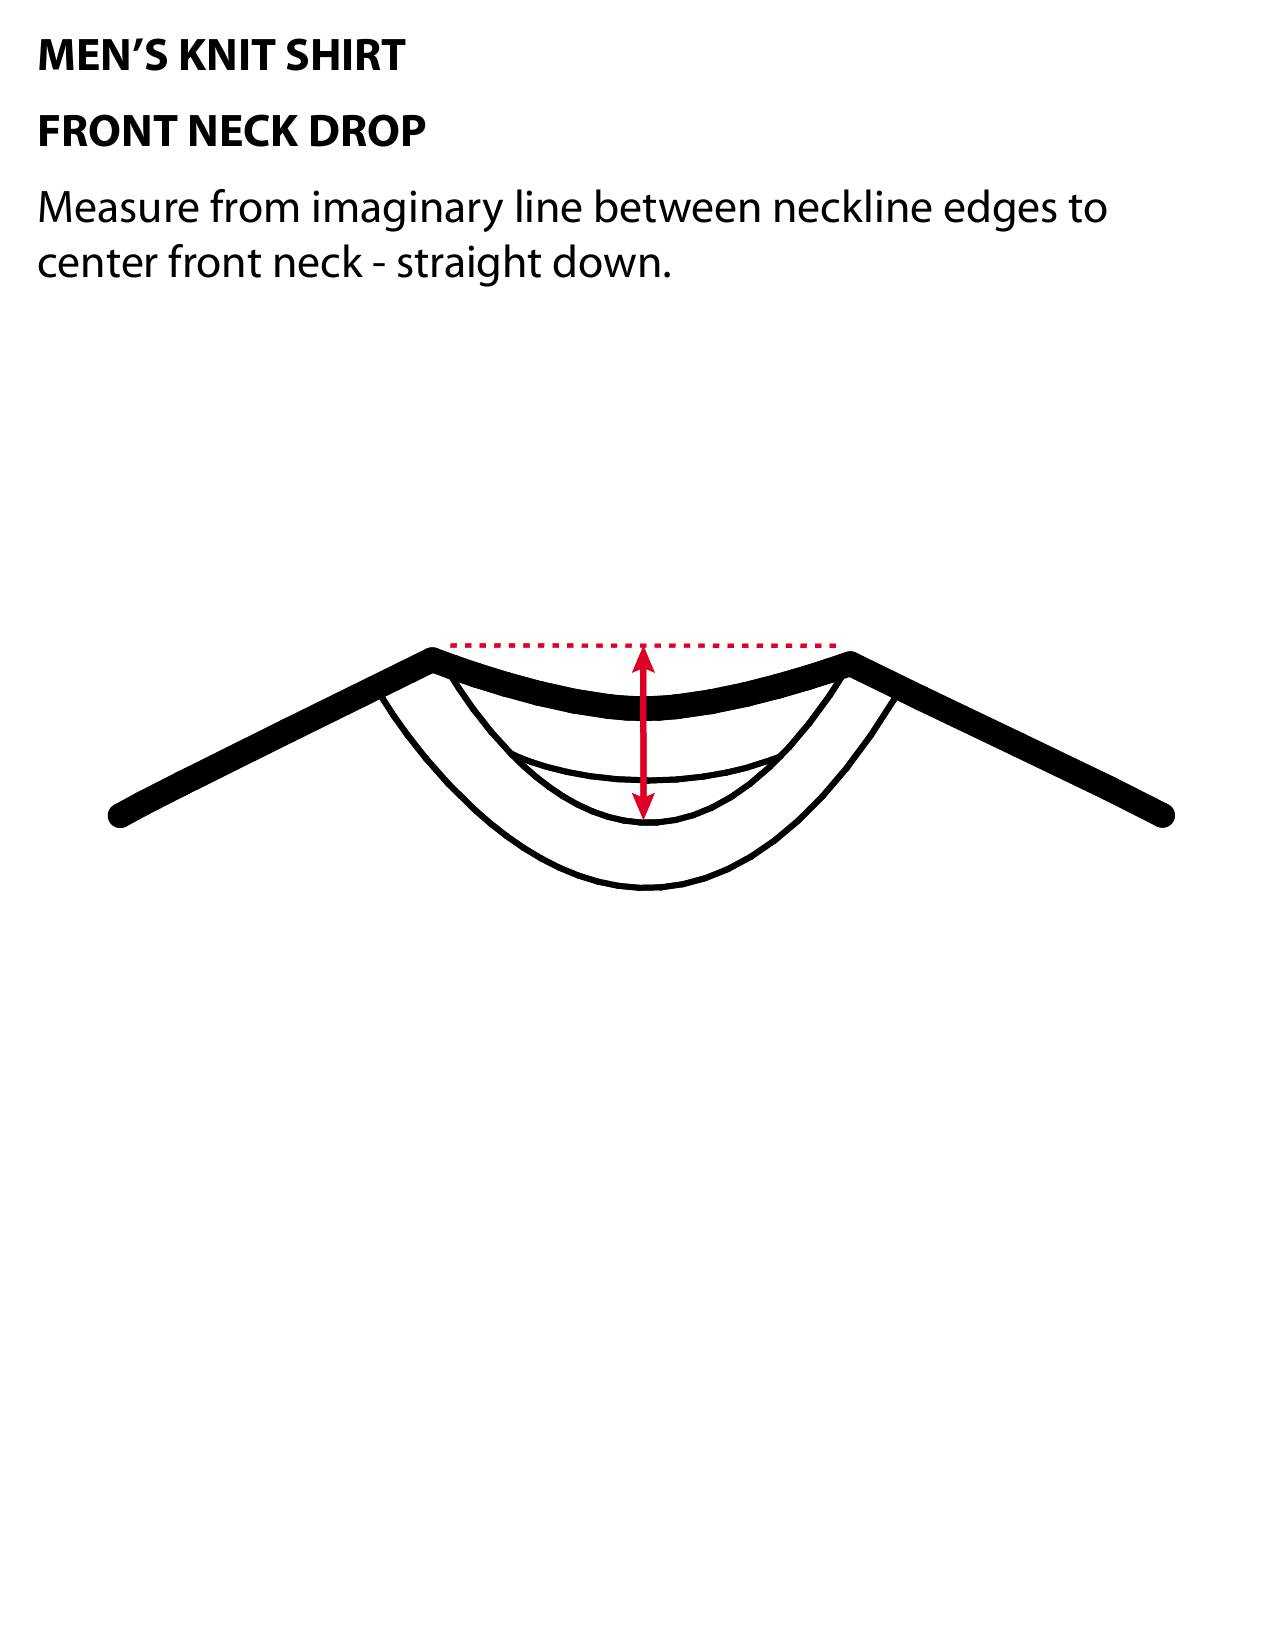 MEN’S KNIT SHIRT
FRONT NECK DROP
Measure from imaginary line between neckline edges to
center front neck - straight down.